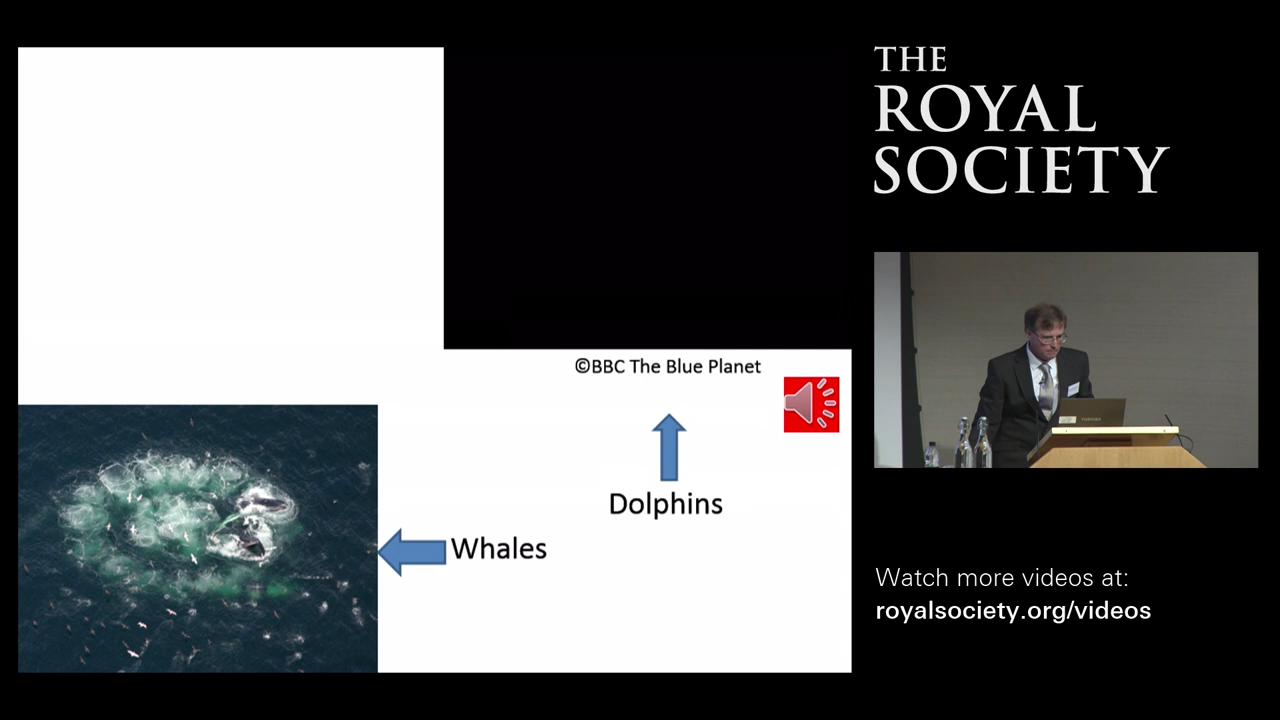 THE
ROYAL
SOCIETY
©BBC The Blue Planet
Dolphins
Whales
Watch more videos at:
royalsociety.org/videos